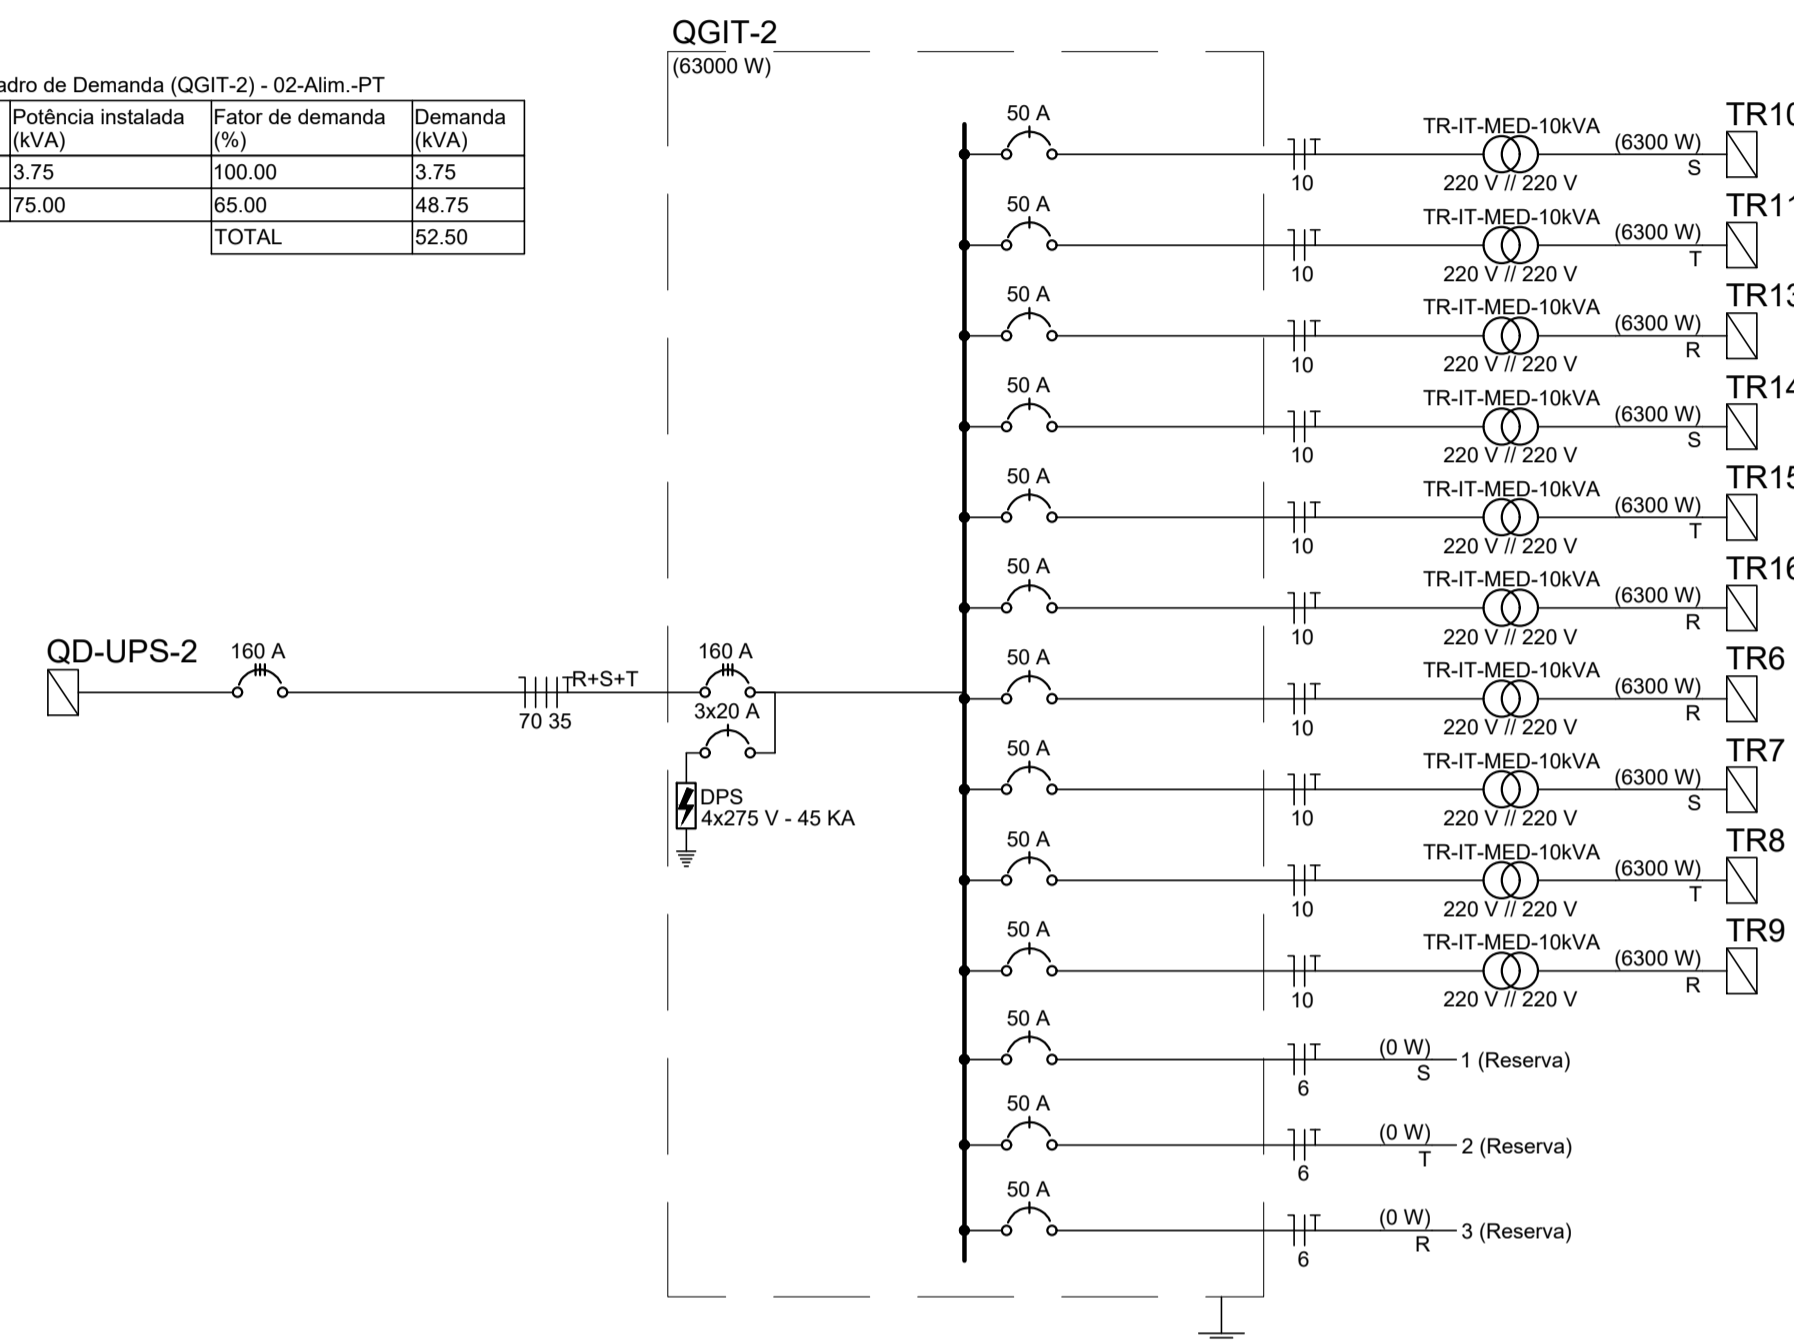 QGIT-2
(63000 W)
adro de Demanda (QGIT-2) - 02-Alim.-PT
Potência instalada (kVA) Fator de demanda (%) Demanda (kVA)
3.75 100.00 3.75
75.00 65.00 48.75
TOTAL 52.50
50 A
TR-IT-MED-10kVA (6300 W) TR10
10 220 V // 220 V S
50 A
TR-IT-MED-10kVA (6300 W) TR11
10 220 V // 220 V T
50 A
TR-IT-MED-10kVA (6300 W) TR13
10 220 V // 220 V R
50 A
TR-IT-MED-10kVA (6300 W) TR14
10 220 V // 220 V S
50 A
TR-IT-MED-10kVA (6300 W) TR15
10 220 V // 220 V T
50 A
TR-IT-MED-10kVA (6300 W) TR16
10 220 V // 220 V R
QD-UPS-2 160 A
R+S+T
70 35
160 A
3x20 A
DPS
4x275 V - 45 KA
50 A
TR-IT-MED-10kVA (6300 W) TR6
10 220 V // 220 V R
50 A
TR-IT-MED-10kVA (6300 W) TR7
10 220 V // 220 V S
50 A
TR-IT-MED-10kVA (6300 W) TR8
10 220 V // 220 V T
50 A
TR-IT-MED-10kVA (6300 W) TR9
10 220 V // 220 V R
50 A
(0 W) 1 (Reserva)
6 S
50 A
(0 W) 2 (Reserva)
6 T
50 A
(0 W) 3 (Reserva)
6 R